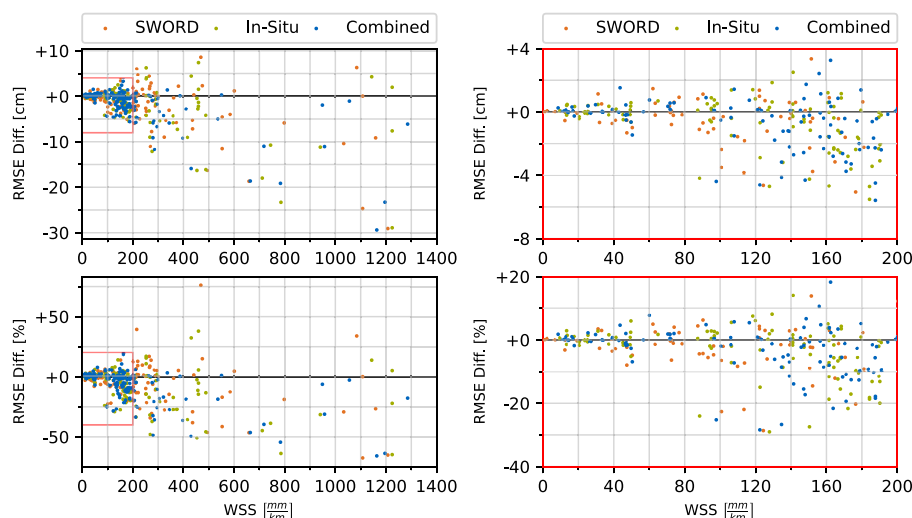 SWORD In-Situ Combined
SWORD In-Situ Combined
RMSE Diff. [cm]
+10
+0
-10
-20
-30
0 200 400 600 800 1000 1200 1400
RMSE Diff. [cm]
+4
+0
-4
-8
0 40 80 120 160 200
RMSE Diff. [%]
+50
+0
-50
0 200 400 600 800 1000 1200 1400
WSS [mm/km]
RMSE Diff. [%]
+20
+0
-20
-40
0 40 80 120 160 200
WSS [mm/km]